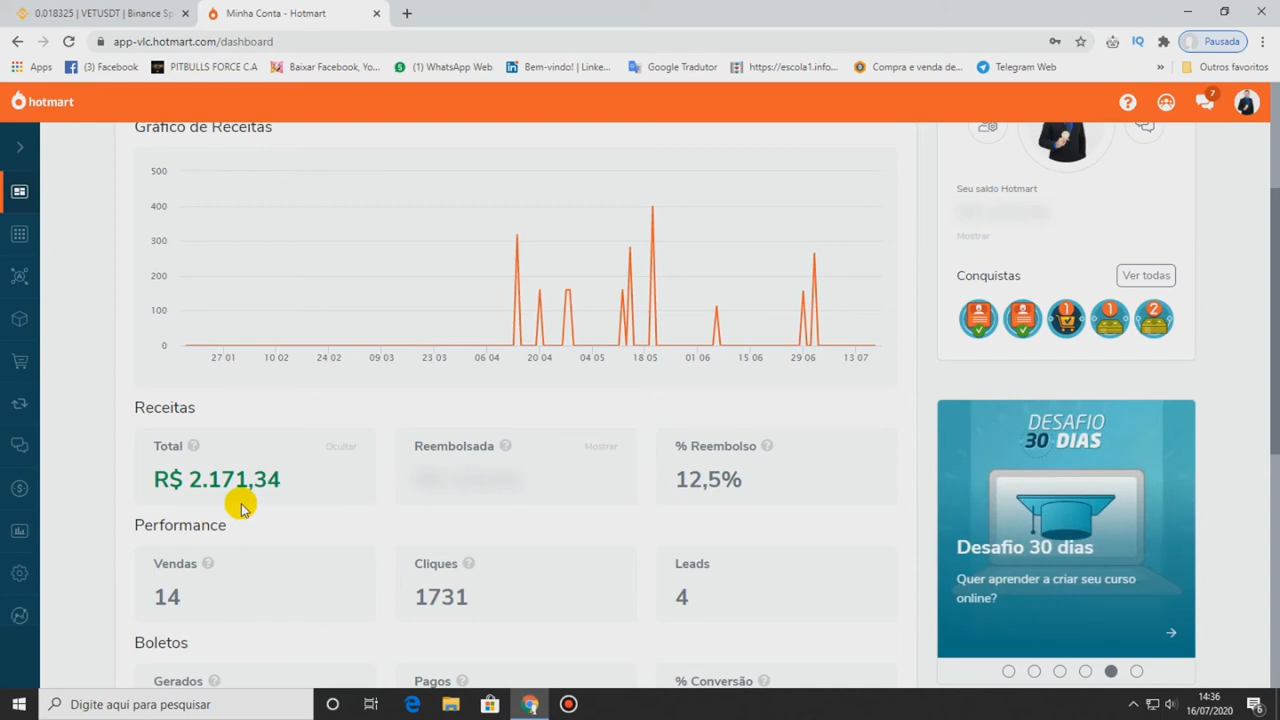 0.018325 | VETUSDT | Binance Sp
Minha Conta - Hotmart
app-vlc.hotmart.com/dashboard
Pausada
Apps
(3) Facebook
PITBULLS FORCE C.A
Baixar Facebook, Yo...
(1) WhatsApp Web
Bem-vindo! | Linke...
Google Tradutor
https://escola1.info...
Compra e venda de...
Telegram Web
»
Outros favoritos
hotmart
7
Gráfico de Receitas
500
400
300
200
100
0
27 01
10 02
24 02
09 03
23 03
06 04
20 04
04 05
18 05
01 06
15 06
29 06
13 07
Seu saldo Hotmart
Mostrar
Conquistas
Ver todas
1
1
2
Receitas
Total
Ocultar
R$ 2.171,34
Reembolsada
Mostrar
% Reembolso
12,5%
Performance
Vendas
14
Cliques
1731
Leads
4
Boletos
Gerados
Pagos
% Conversão
DESAFIO
30 DIAS
Desafio 30 dias
Quer aprender a criar seu curso
online?
Digite aqui para pesquisar
14:36
16/07/2020
6